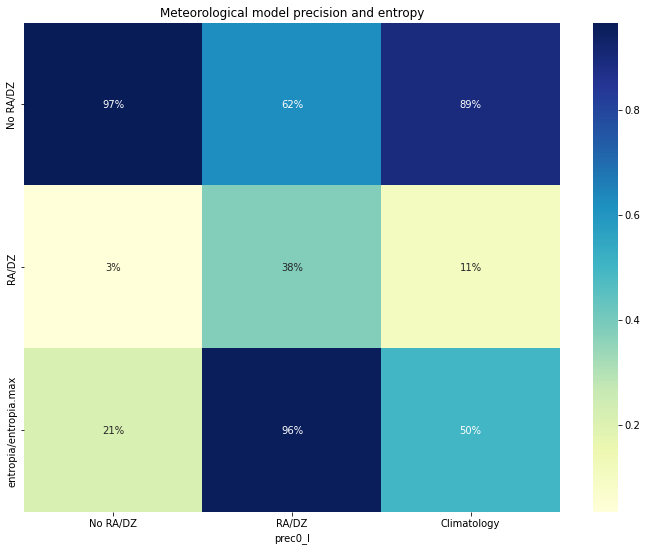 Meteorological model precision and entropy
No RA/DZ
97%
62%
89%
0.8
0.6
RA/DZ
3%
38%
11%
0.4
entropia/entropia.max
21%
96%
50%
0.2
No RA/DZ
RA/DZ
Climatology
prec0_l